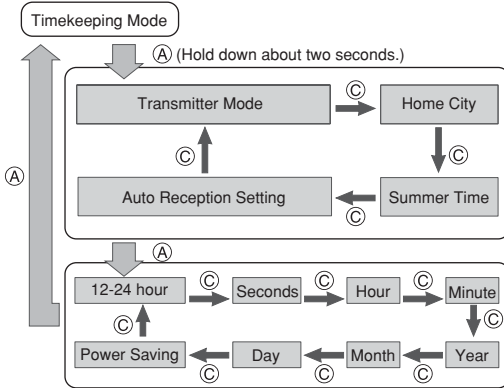 Timekeeping Mode
Ⓐ (Hold down about two seconds.)
Transmitter Mode
Ⓒ
Home City
Ⓒ
Ⓒ
Auto Reception Setting
Ⓒ
Summer Time
Ⓐ
Ⓐ
12-24 hour
Ⓒ
Seconds
Ⓒ
Hour
Ⓒ
Minute
Ⓒ
Ⓒ
Power Saving
Ⓒ
Day
Ⓒ
Month
Ⓒ
Year